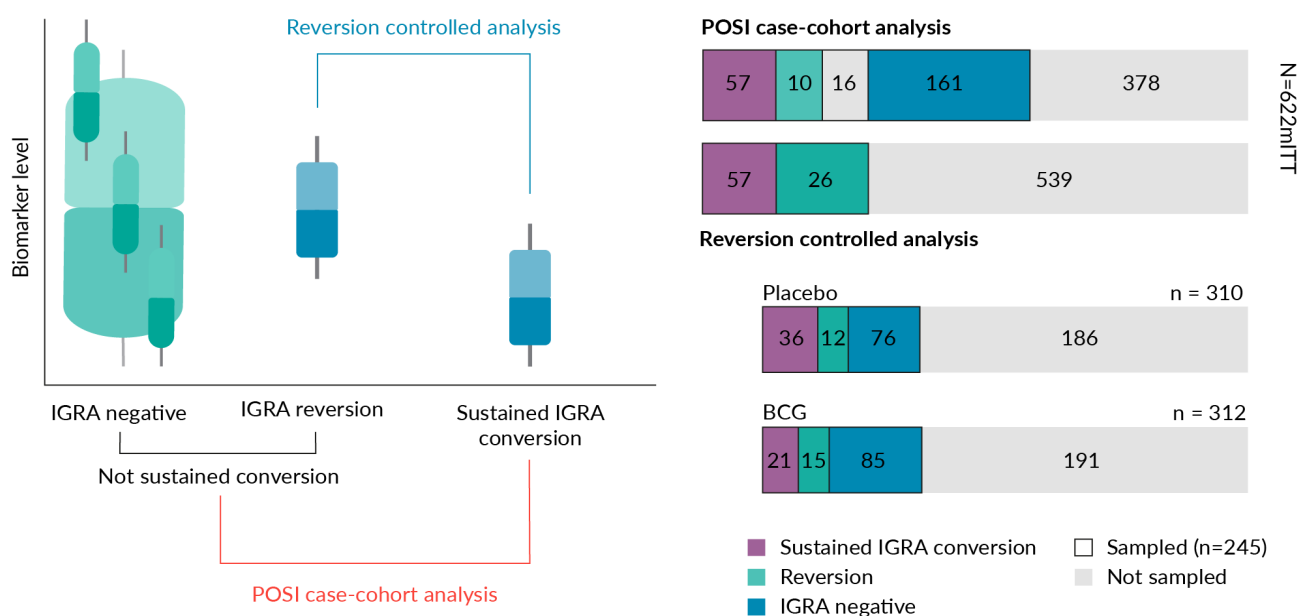 Reversion controlled analysis
Biomarker level
IGRA negative
IGRA reversion
Sustained IGRA
conversion
Not sustained conversion
POSI case-cohort analysis
POSI case-cohort analysis
57 10 16 161 378
N=622mITT
57 26 539
Reversion controlled analysis
Placebo n = 310
36 12 76 186
BCG n = 312
21 15 85 191
Sustained IGRA conversion
Reversion
IGRA negative
Sampled (n=245)
Not sampled